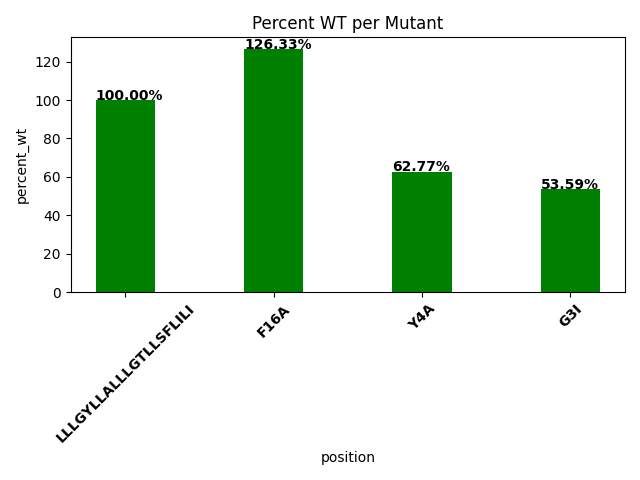 Percent WT per Mutant
percent_wt
120
100
80
60
40
20
0
100.00%
126.33%
62.77%
53.59%
LLLGYLLALLLGTLLSFLILI
F16A
Y4A
G3I
position